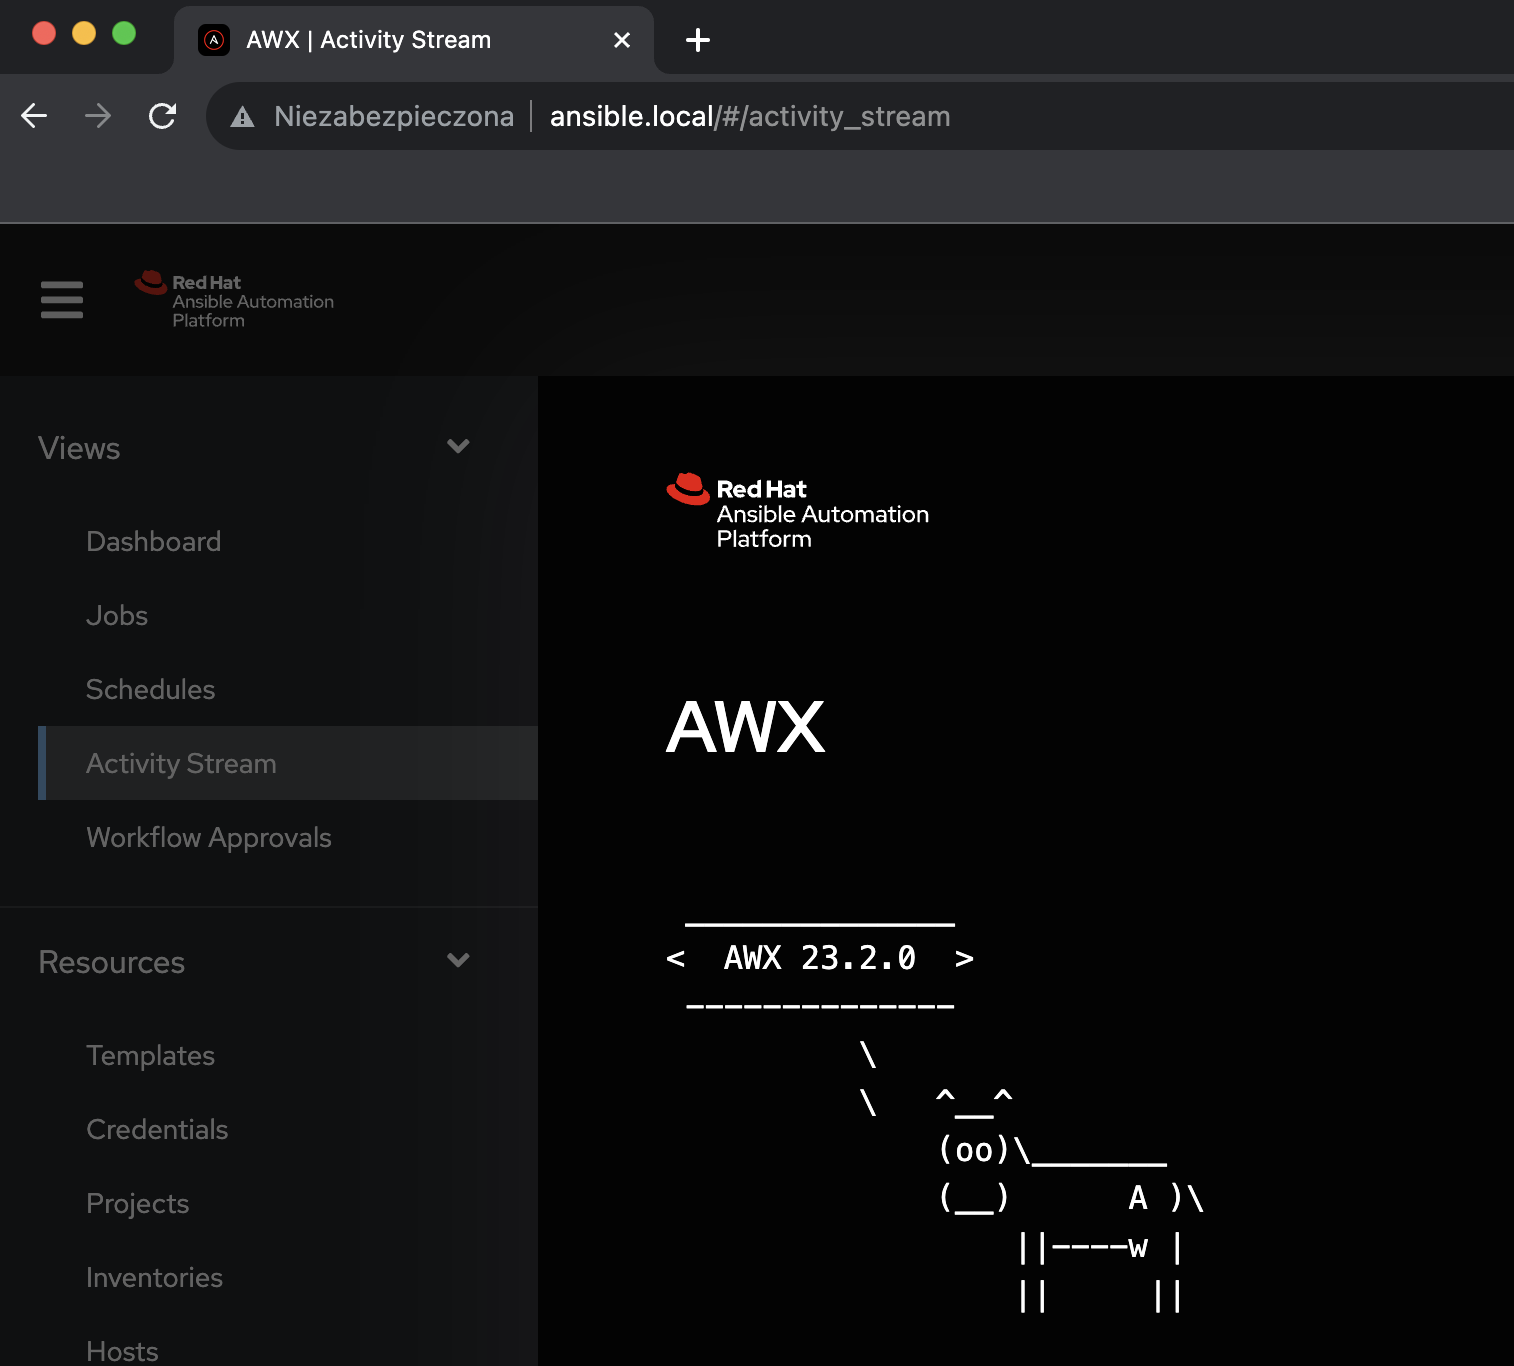 AWX | Activity Stream
Niezabezpieczona | ansible.local/#/activity_stream
Red Hat
Ansible Automation
Platform
Views
Dashboard
Jobs
Schedules
Activity Stream
Workflow Approvals
Resources
Templates
Credentials
Projects
Inventories
Hosts
Red Hat
Ansible Automation
Platform
AWX
______________
<  AWX 23.2.0  >
--------------
\
\   ^__^
(oo)\_______
(__)      A )\
||----w |
||     ||